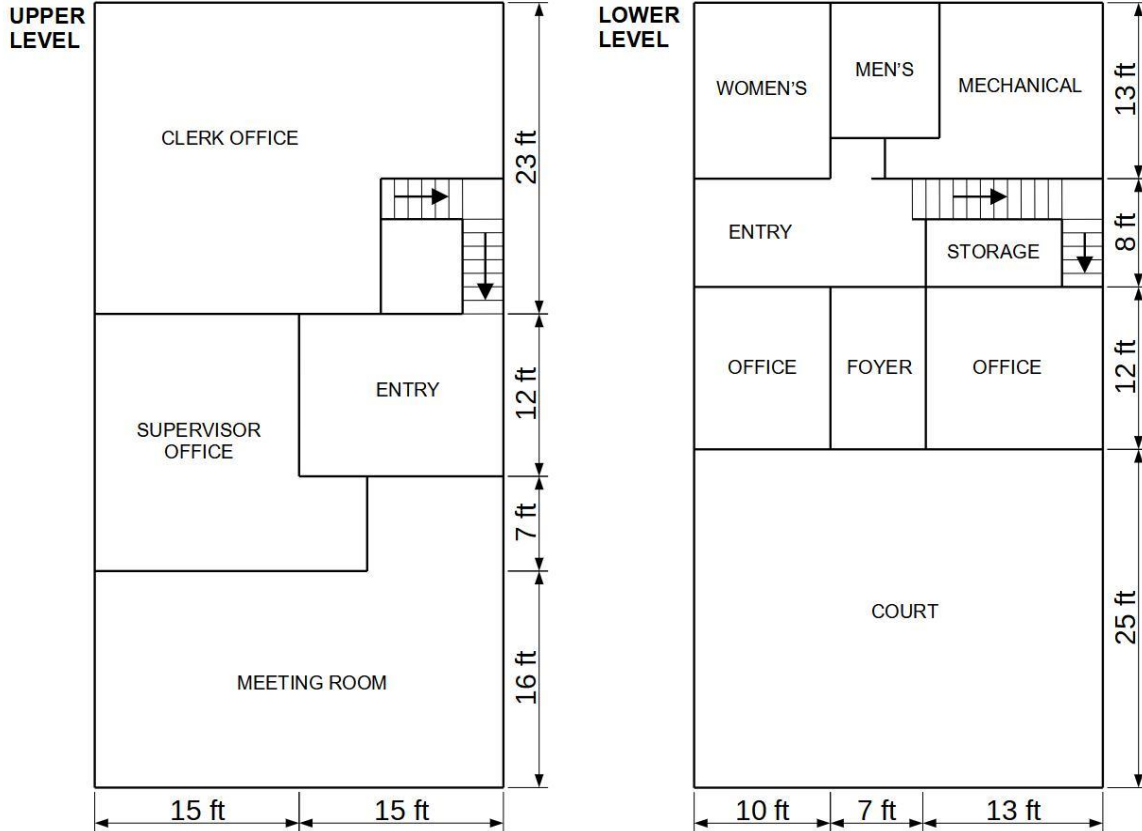 UPPER
LEVEL
CLERK OFFICE
23 ft
SUPERVISOR
OFFICE
ENTRY
12 ft
7 ft
MEETING ROOM
16 ft
15 ft
15 ft
LOWER
LEVEL
WOMEN'S
MEN'S
MECHANICAL
13 ft
ENTRY
STORAGE
8 ft
OFFICE
FOYER
OFFICE
12 ft
COURT
25 ft
10 ft
7 ft
13 ft